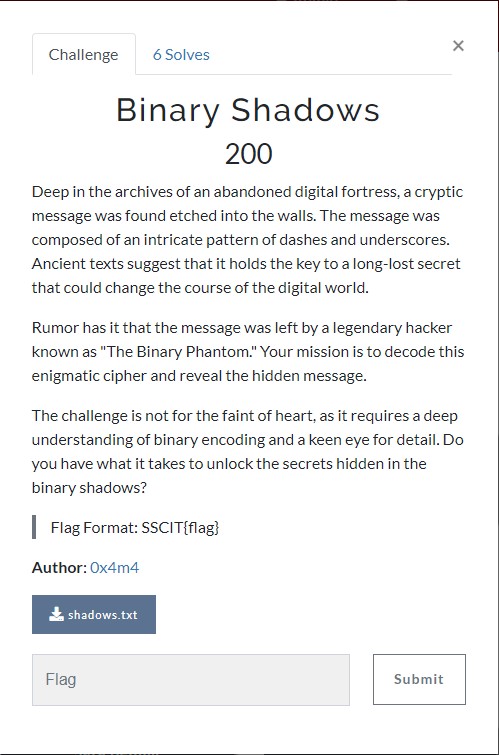 Challenge
6 Solves
×
Binary Shadows
200
Deep in the archives of an abandoned digital fortress, a cryptic
message was found etched into the walls. The message was
composed of an intricate pattern of dashes and underscores.
Ancient texts suggest that it holds the key to a long-lost secret
that could change the course of the digital world.
Rumor has it that the message was left by a legendary hacker
known as "The Binary Phantom." Your mission is to decode this
enigmatic cipher and reveal the hidden message.
The challenge is not for the faint of heart, as it requires a deep
understanding of binary encoding and a keen eye for detail. Do
you have what it takes to unlock the secrets hidden in the
binary shadows?
Flag Format: SSCIT{flag}
Author: 0x4m4
shadows.txt
Flag
Submit